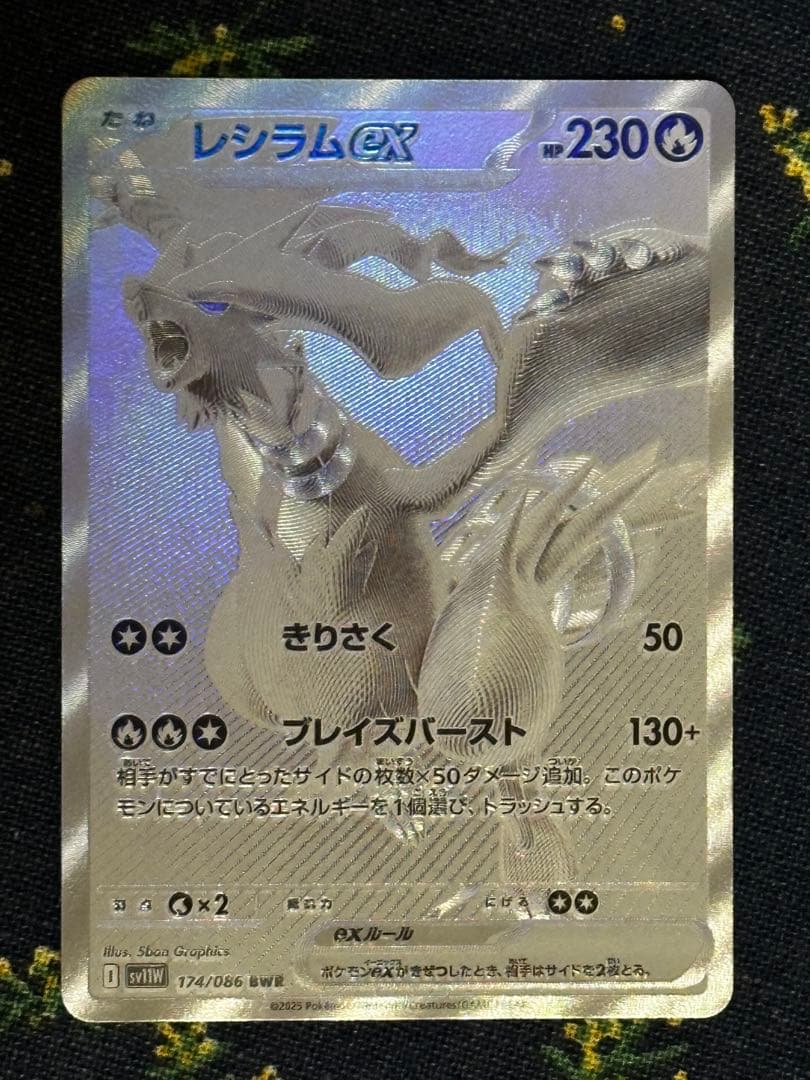 たね
レシラムex
HP 230
きりさく 50
ブレイズバースト 130+
相手がすでにとったサイドの枚数×50ダメージ追加。このポケ
モンについているエネルギーを1個選び、トラッシュする。
弱点 ×2 抵抗力 にげる
exルール
illus. 5ban Graphics
ポケモンexがきぜつしたとき、相手はサイドを2枚とる。
I sv11W 174/086 BWR
©2025 Pokémon